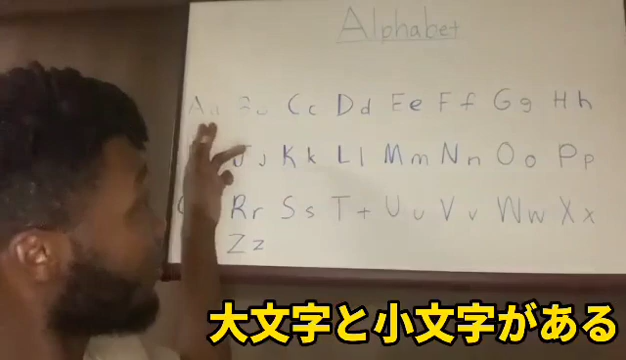 Alphabet
A Cc Dd Ee Ff Gg Hh
J j Kk Ll Mm Nn Oo Pp
Rr Ss Tt Uu Vv Ww Xx
Zz
大文字と小文字がある